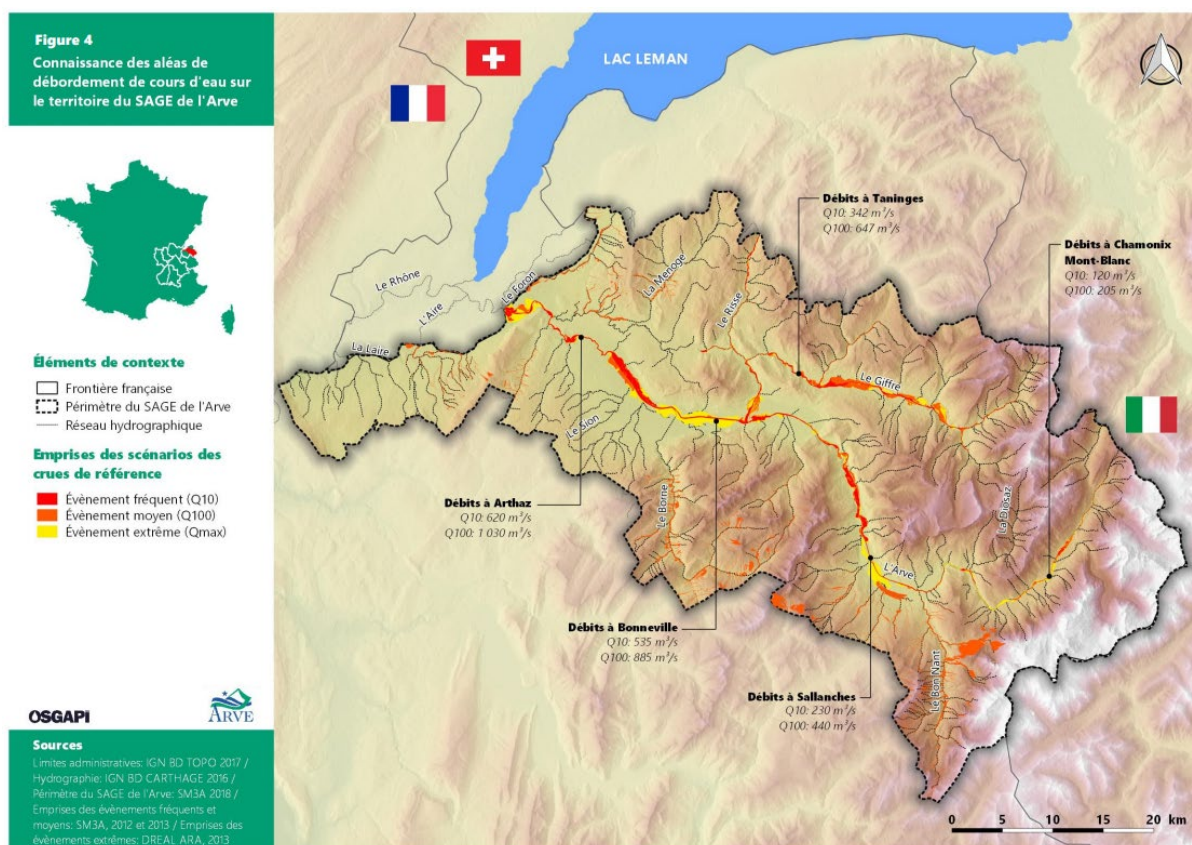 Figure 4
Connaissance des aléas de
débordement de cours d'eau sur
le territoire du SAGE de l'Arve
Éléments de contexte
Frontière française
Périmètre du SAGE de l'Arve
Réseau hydrographique
Emprises des scénarios des
crues de référence
Évènement fréquent (Q10)
Évènement moyen (Q100)
Évènement extrême (Qmax)
OSGAPi
ARVE
Sources
Limites administratives: IGN BD TOPO 2017 /
Hydrographie: IGN BD CARTHAGE 2016 /
Périmètre du SAGE de l'Arve: SM3A 2018 /
Emprises des évènements fréquents et
moyens: SM3A, 2012 et 2013 / Emprises des
évènements extrêmes: DREAL ARA, 2013
LAC LEMAN
Débits à Taninges
Q10: 342 m³/s
Q100: 647 m³/s
Débits à Chamonix
Mont-Blanc
Q10: 120 m³/s
Q100: 205 m³/s
Le Rhône
L'Aire
La Laire
Le Foron
La Menoge
Le Risse
Le Giffre
Le Sion
Le Borne
La Diosaz
L'Arve
Le Bon Nant
Débits à Arthaz
Q10: 620 m³/s
Q100: 1 030 m³/s
Débits à Bonneville
Q10: 535 m³/s
Q100: 885 m³/s
Débits à Sallanches
Q10: 230 m³/s
Q100: 440 m³/s
0 5 10 15 20 km